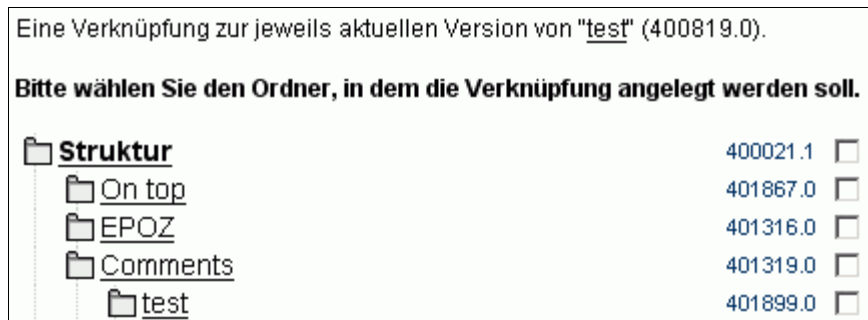 Eine Verknüpfung zur jeweils aktuellen Version von "test" (400819.0).
Bitte wählen Sie den Ordner, in dem die Verknüpfung angelegt werden soll.
Struktur 400021.1
On top 401867.0
EPOZ 401316.0
Comments 401319.0
test 401899.0